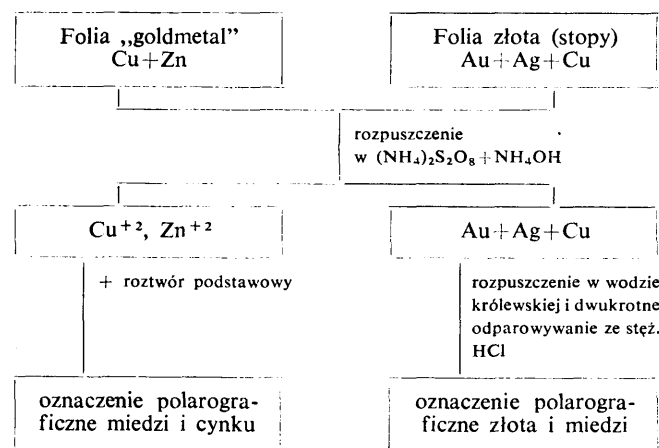 Folia „goldmetal”
Cu+Zn
Folia złota (stopy)
Au+Ag+Cu
rozpuszczenie
w (NH₄)₂S₂O₈+NH₄OH
Cu⁺², Zn⁺²
Au+Ag+Cu
+ roztwór podstawowy
rozpuszczenie w wodzie
królewskiej i dwukrotne
odparowywanie ze stęż.
HCl
oznaczenie polarogra-
ficzne miedzi i cynku
oznaczenie polarogra-
ficzne złota i miedzi